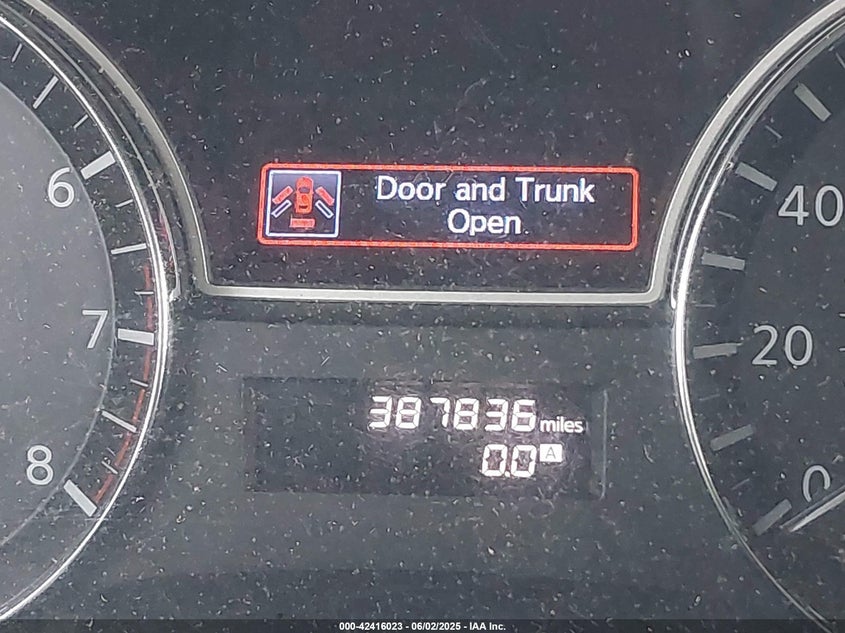 Door and Trunk
Open
6
7
8
40
20
0
387836 miles
0.0 A
000-42416023 - 06/02/2025 - IAA Inc.